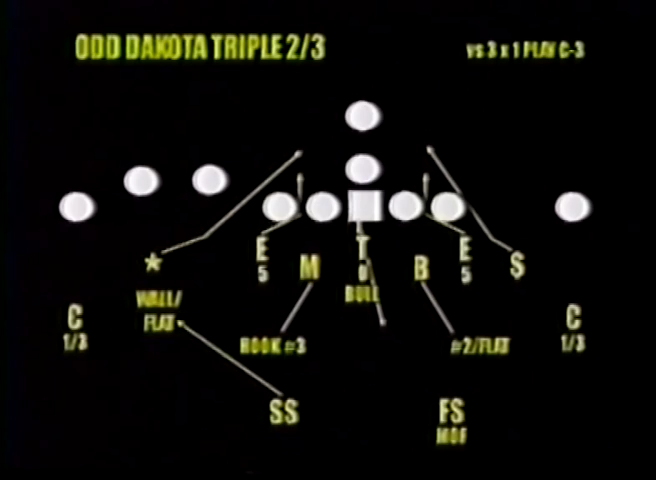 ODD DAKOTA TRIPLE 2/3
vs 3 x 1 PLAY C-3
E T E
* 5 M 0 B 5 $
BULL
WALL/
FLAT
C C
1/3 1/3
HOOK #3 #2/FLAT
SS FS
MOF